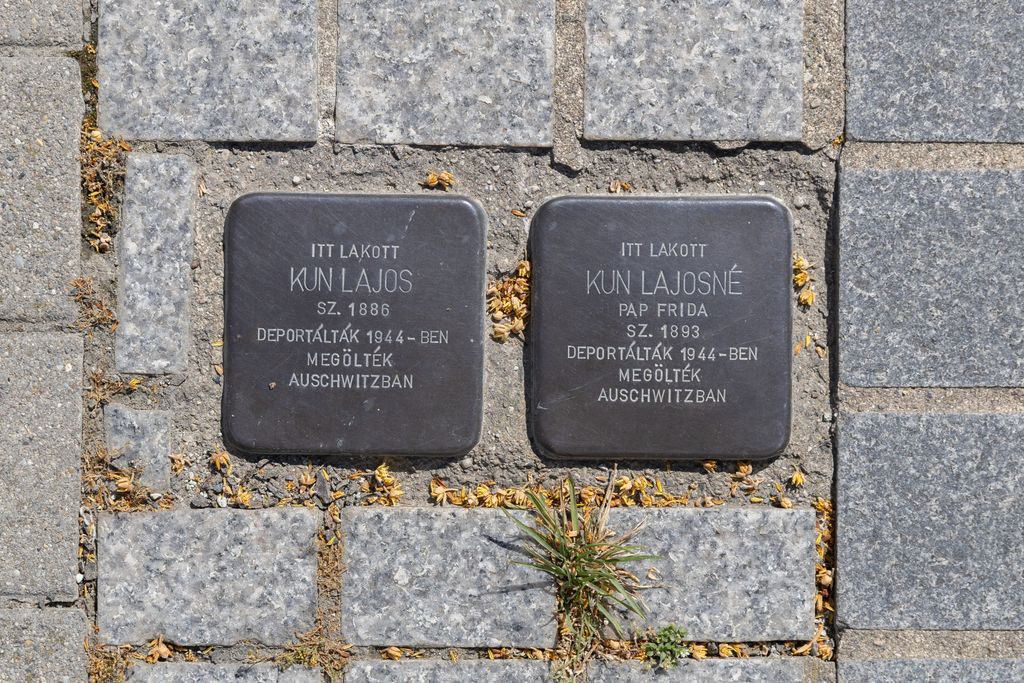 ITT LAKOTT
KUN LAJOS
SZ. 1886
DEPORTÁLTÁK 1944-BEN
MEGÖLTÉK
AUSCHWITZBAN
ITT LAKOTT
KUN LAJOSNÉ
PAP FRIDA
SZ. 1893
DEPORTÁLTÁK 1944-BEN
MEGÖLTÉK
AUSCHWITZBAN